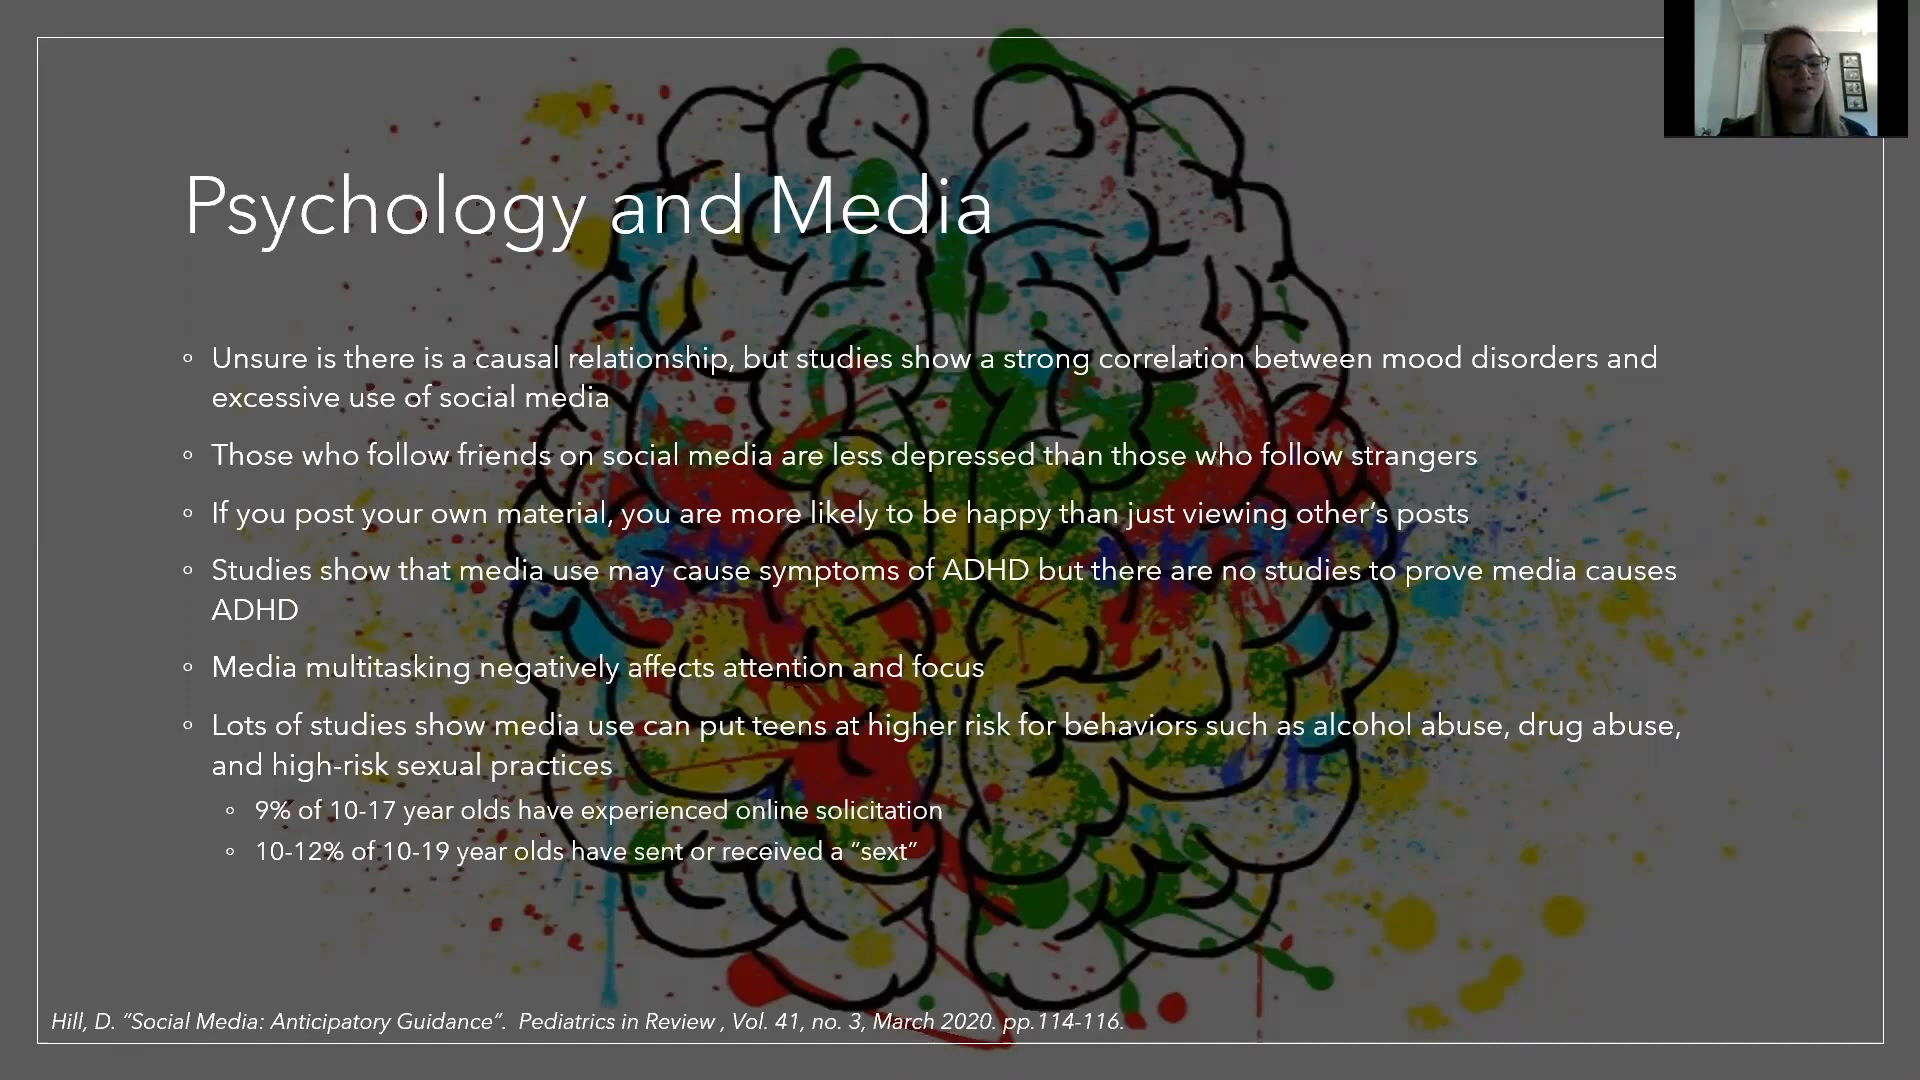 Psychology and Media
◦ Unsure is there is a causal relationship, but studies show a strong correlation between mood disorders and
excessive use of social media
◦ Those who follow friends on social media are less depressed than those who follow strangers
◦ If you post your own material, you are more likely to be happy than just viewing other’s posts
◦ Studies show that media use may cause symptoms of ADHD but there are no studies to prove media causes
ADHD
◦ Media multitasking negatively affects attention and focus
◦ Lots of studies show media use can put teens at higher risk for behaviors such as alcohol abuse, drug abuse,
and high-risk sexual practices
◦ 9% of 10-17 year olds have experienced online solicitation
◦ 10-12% of 10-19 year olds have sent or received a “sext”
Hill, D. “Social Media: Anticipatory Guidance”. Pediatrics in Review , Vol. 41, no. 3, March 2020. pp.114-116.